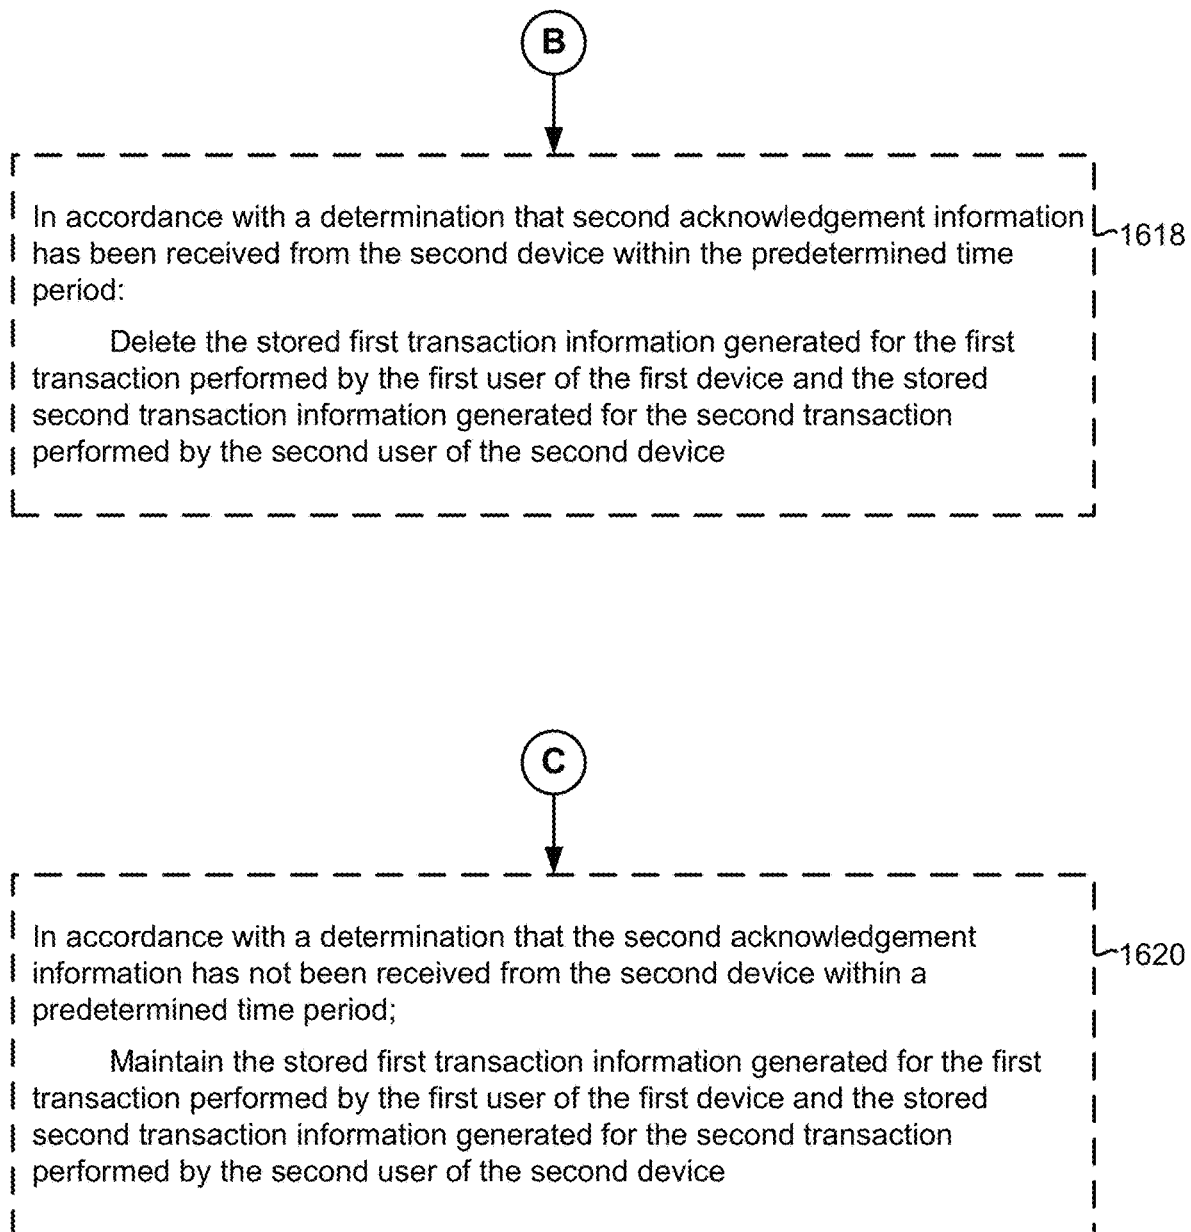 B
In accordance with a determination that second acknowledgement information
1618
has been received from the second device within the predetermined time
period:
Delete the stored first transaction information generated for the first
transaction performed by the first user of the first device and the stored
second transaction information generated for the second transaction
performed by the second user of the second device
C
In accordance with a determination that the second acknowledgement
1620
information has not been received from the second device within a
predetermined time period;
Maintain the stored first transaction information generated for the first
transaction performed by the first user of the first device and the stored
second transaction information generated for the second transaction
performed by the second user of the second device